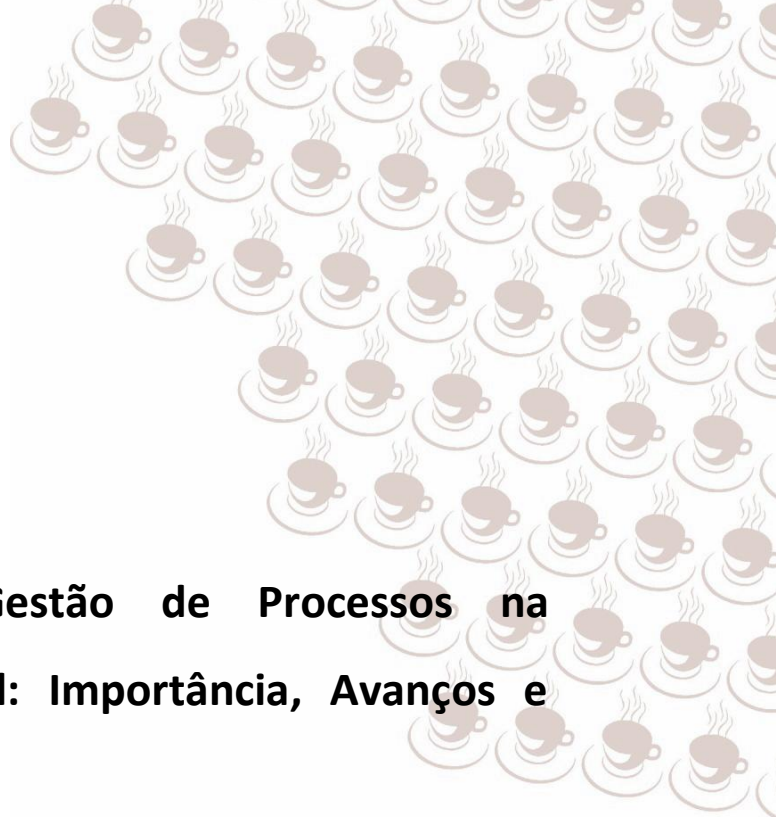 Gestão de Processos na
l: Importância, Avanços e